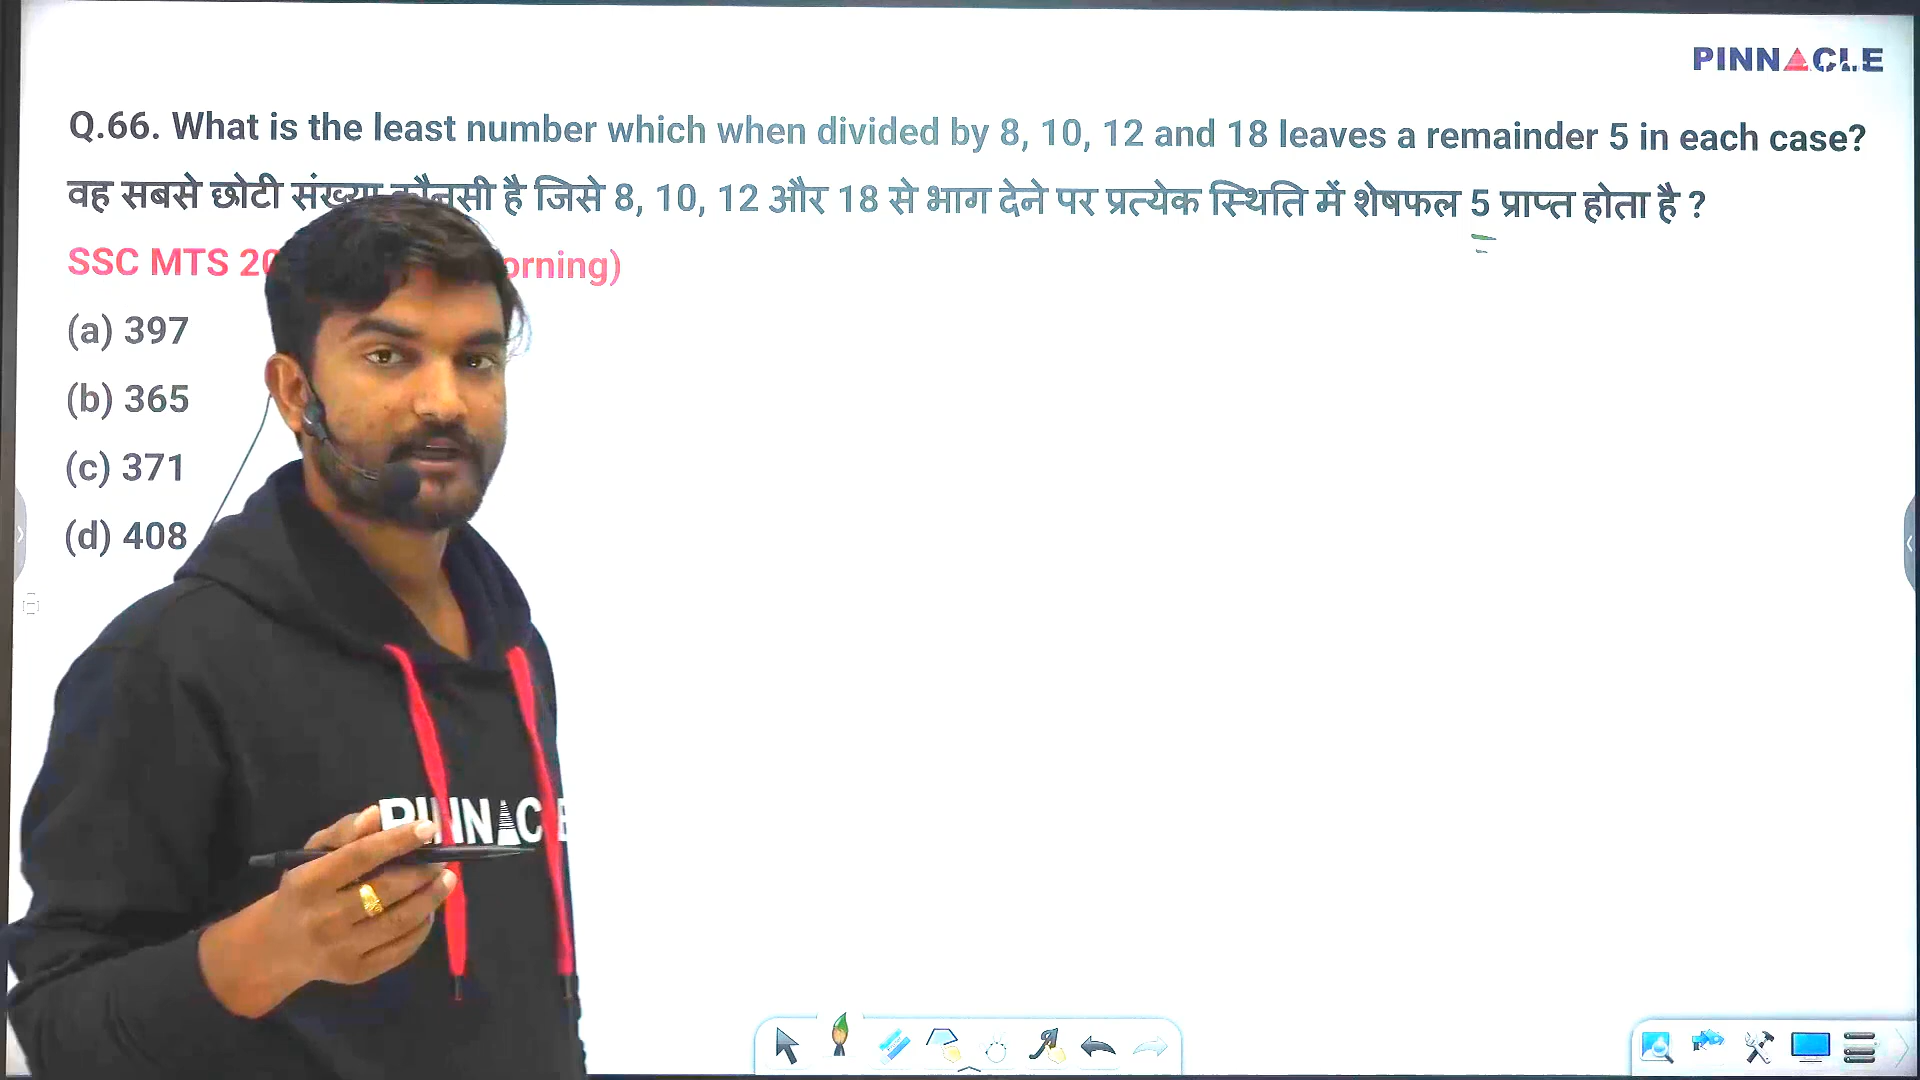 PINNACLE
Q.66. What is the least number which when divided by 8, 10, 12 and 18 leaves a remainder 5 in each case?
वह सबसे छोटी संख्या कौनसी है जिसे 8, 10, 12 और 18 से भाग देने पर प्रत्येक स्थिति में शेषफल 5 प्राप्त होता है ?
SSC MTS 20 orning)
(a) 397
(b) 365
(c) 371
(d) 408
PINNAC E